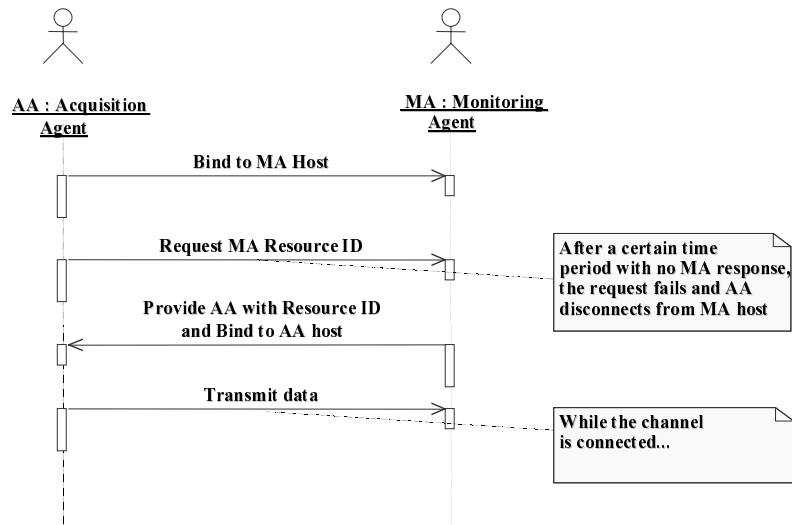 AA : Acquisition
Agent
MA : Monitoring
Agent
Bind to MA Host
Request MA Resource ID
After a certain time
period with no MA response,
the request fails and AA
disconnects from MA host
Provide AA with Resource ID
and Bind to AA host
Transmit data
While the channel
is connected...